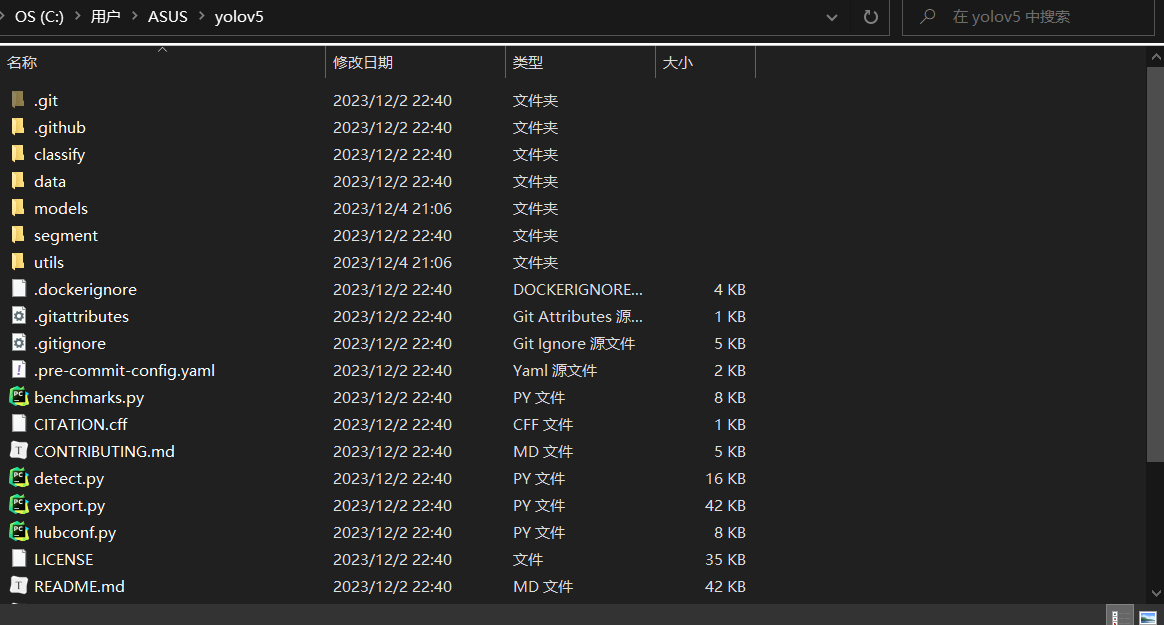 OS (C:) 用户 ASUS yolov5 在 yolov5 中搜索
名称 修改日期 类型 大小
.git 2023/12/2 22:40 文件夹
.github 2023/12/2 22:40 文件夹
classify 2023/12/2 22:40 文件夹
data 2023/12/2 22:40 文件夹
models 2023/12/4 21:06 文件夹
segment 2023/12/2 22:40 文件夹
utils 2023/12/4 21:06 文件夹
.dockerignore 2023/12/2 22:40 DOCKERIGNORE... 4 KB
.gitattributes 2023/12/2 22:40 Git Attributes 源... 1 KB
.gitignore 2023/12/2 22:40 Git Ignore 源文件 5 KB
.pre-commit-config.yaml 2023/12/2 22:40 Yaml 源文件 2 KB
benchmarks.py 2023/12/2 22:40 PY 文件 8 KB
CITATION.cff 2023/12/2 22:40 CFF 文件 1 KB
CONTRIBUTING.md 2023/12/2 22:40 MD 文件 5 KB
detect.py 2023/12/2 22:40 PY 文件 16 KB
export.py 2023/12/2 22:40 PY 文件 42 KB
hubconf.py 2023/12/2 22:40 PY 文件 8 KB
LICENSE 2023/12/2 22:40 文件 35 KB
README.md 2023/12/2 22:40 MD 文件 42 KB